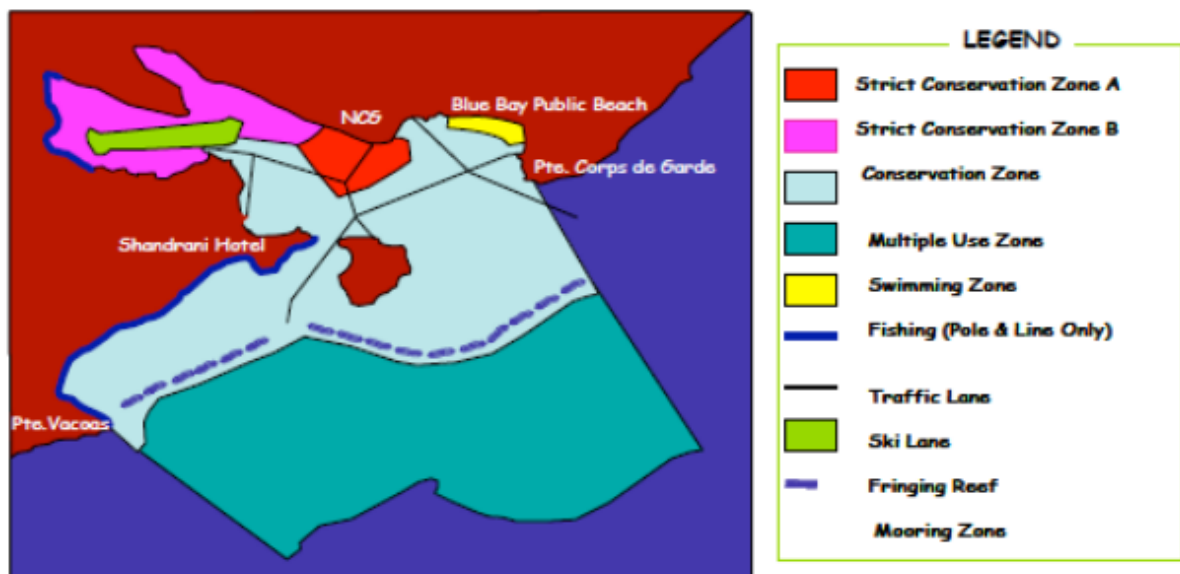 NCS
Blue Bay Public Beach
Pte. Corps de Garde
Shandrani Hotel
Pte.Vacoas
LEGEND
Strict Conservation Zone A
Strict Conservation Zone B
Conservation Zone
Multiple Use Zone
Swimming Zone
Fishing (Pole & Line Only)
Traffic Lane
Ski Lane
Fringing Reef
Mooring Zone